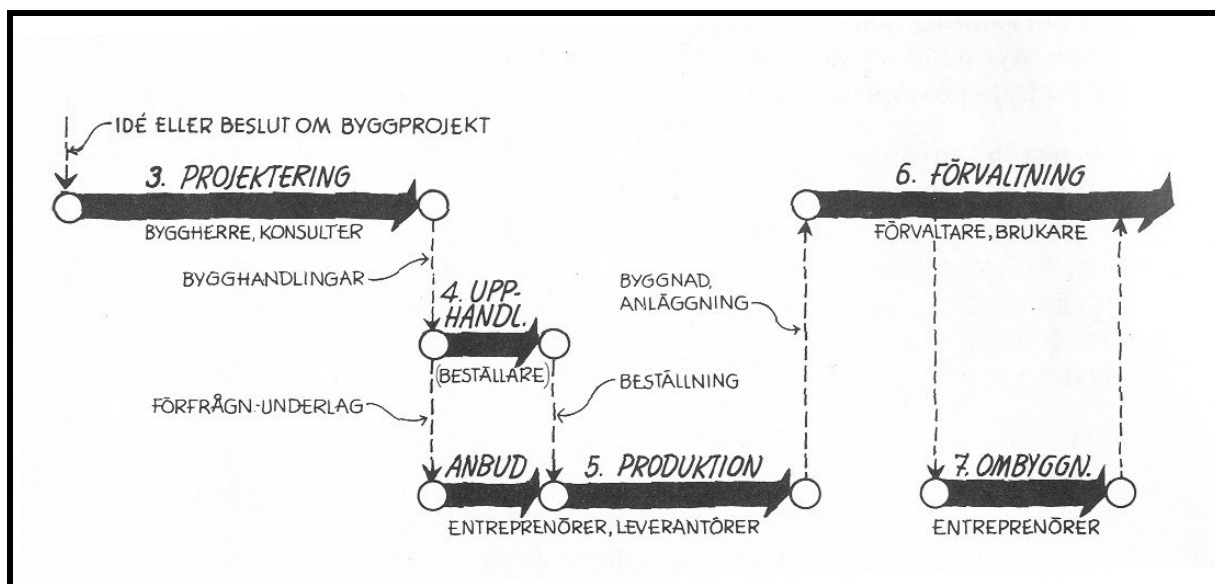 IDÉ ELLER BESLUT OM BYGGPROJEKT
3. PROJEKTERING
BYGGHERRE, KONSULTER
BYGGHANDLINGAR
4. UPP-
HANDL.
(BESTÄLLARE)
FÖRFRÅGN.-UNDERLAG
BESTÄLLNING
ANBUD
5. PRODUKTION
ENTREPRENÖRER, LEVERANTÖRER
BYGGNAD,
ANLÄGGNING
6. FÖRVALTNING
FÖRVALTARE, BRUKARE
7. OMBYGGN.
ENTREPRENÖRER